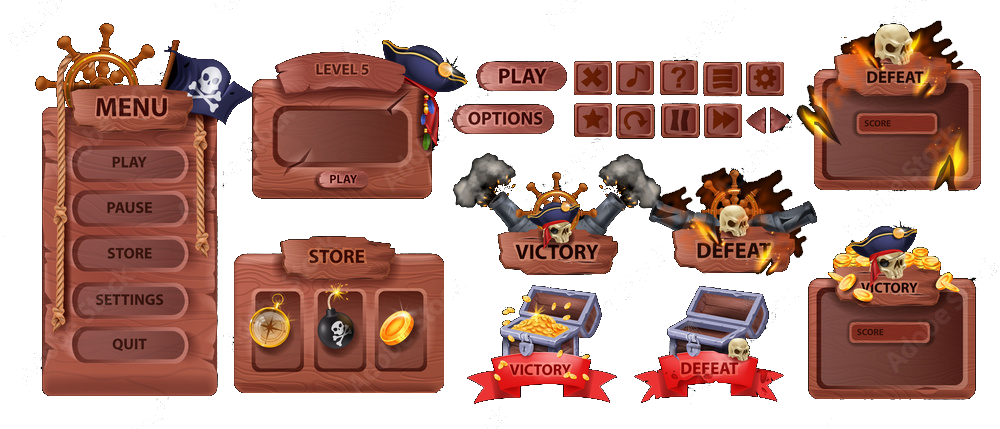 MENU
PLAY
PAUSE
STORE
SETTINGS
QUIT
LEVEL 5
PLAY
STORE
PLAY
OPTIONS
?
VICTORY
DEFEAT
VICTORY
DEFEAT
DEFEAT
SCORE
VICTORY
SCORE